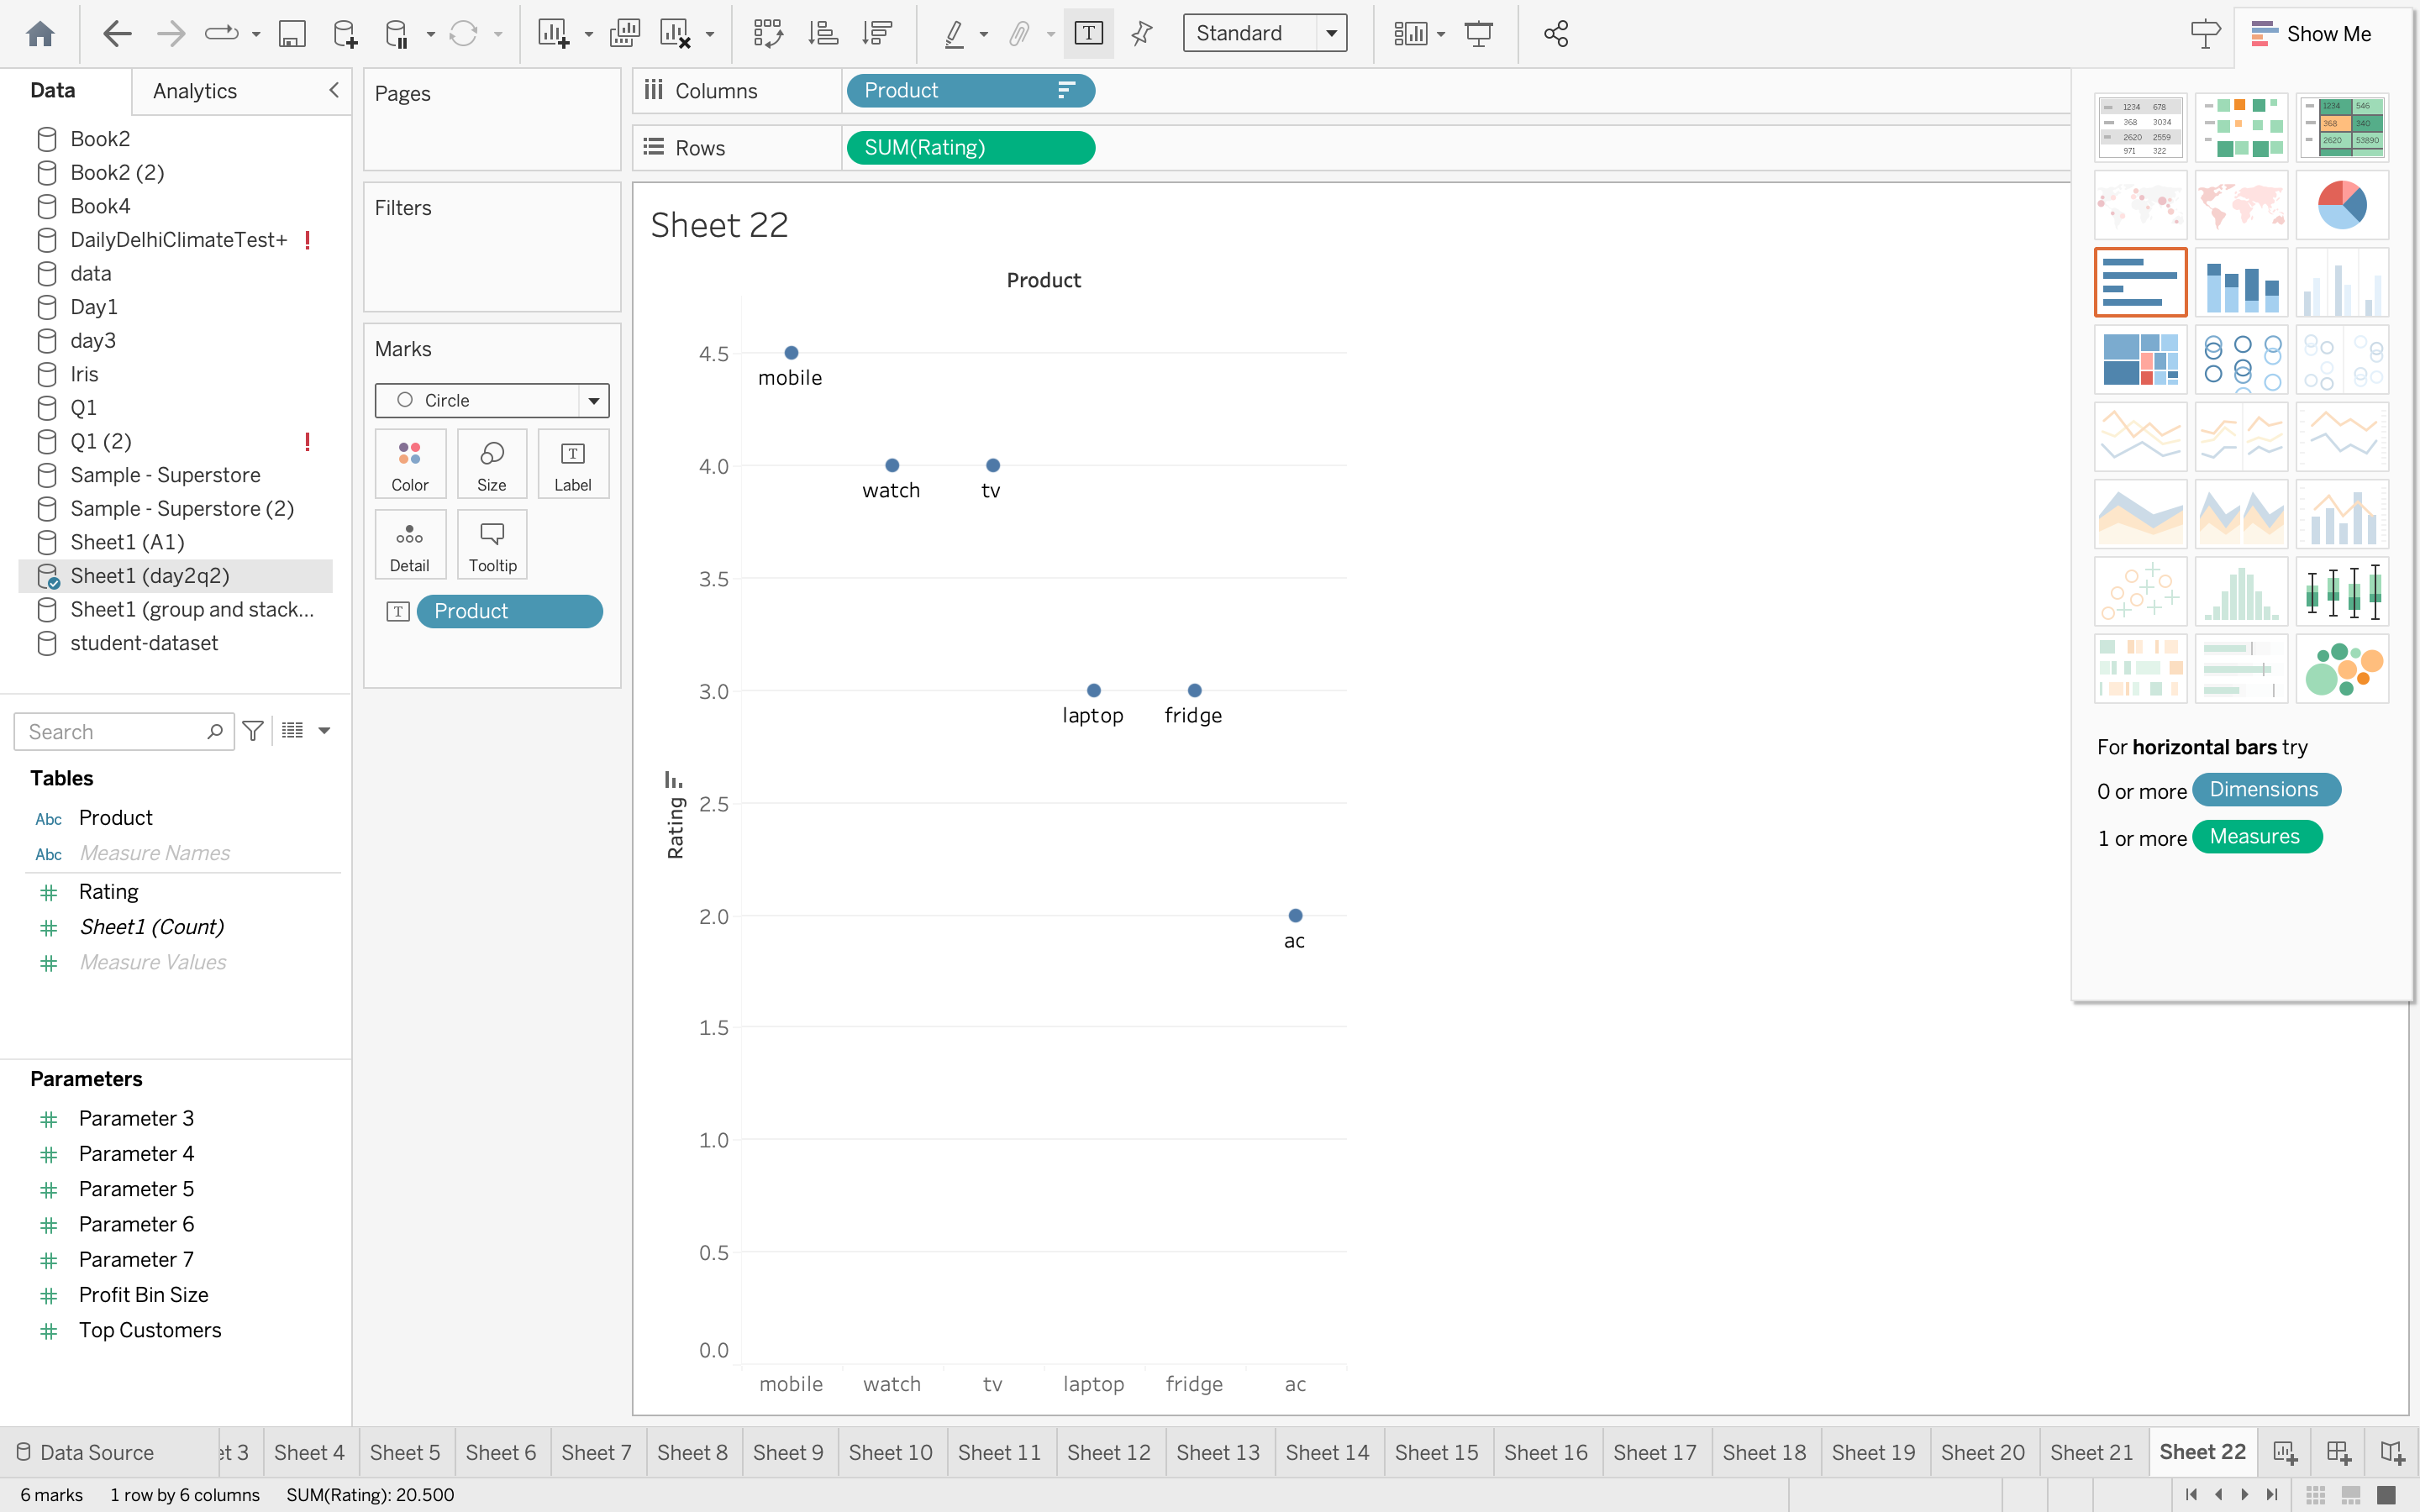 Standard
Show Me
Data
Analytics
Book2
Book2 (2)
Book4
DailyDelhiClimateTest+ !
data
Day1
day3
Iris
Q1
Q1 (2) !
Sample - Superstore
Sample - Superstore (2)
Sheet1 (A1)
Sheet1 (day2q2)
Sheet1 (group and stack...
student-dataset
Search
Tables
Abc Product
Abc Measure Names
Rating
Sheet1 (Count)
Measure Values
Parameters
Parameter 3
Parameter 4
Parameter 5
Parameter 6
Parameter 7
Profit Bin Size
Top Customers
Pages
Filters
Marks
Circle
Color Size Label
Detail Tooltip
Product
Columns Product
Rows SUM(Rating)
Sheet 22
Product
4.5
mobile
4.0
watch tv
3.5
3.0
laptop fridge
Rating
2.5
2.0
ac
1.5
1.0
0.5
0.0
mobile watch tv laptop fridge ac
1234 678
368 3034
2620 2559
971 322
1234 546
368 340
2620 53890
For horizontal bars try
0 or more Dimensions
1 or more Measures
Data Source et 3 Sheet 4 Sheet 5 Sheet 6 Sheet 7 Sheet 8 Sheet 9 Sheet 10 Sheet 11 Sheet 12 Sheet 13 Sheet 14 Sheet 15 Sheet 16 Sheet 17 Sheet 18 Sheet 19 Sheet 20 Sheet 21 Sheet 22
6 marks 1 row by 6 columns SUM(Rating): 20.500